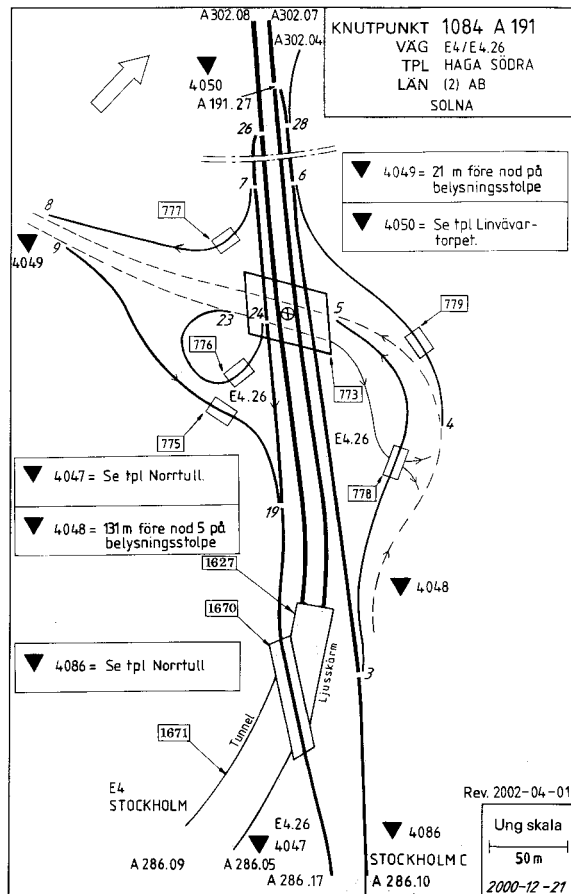 A302.08
A302.07
A302.04
KNUTPUNKT 1084 A 191
VÄG E4/E4.26
TPL HAGA SÖDRA
LÄN (2) AB
SOLNA
4050
A 191.27
26
28
7
6
4049 = 21 m före nod på
belysningsstolpe
4050 = Se tpl Linvävar-
torpet.
8
777
9
4049
779
23
24
5
776
773
E4.26
775
E4.26
4
778
4047 = Se tpl Norrtull.
4048 = 131 m före nod 5 på
belysningsstolpe
19
1627
1670
4048
4086 = Se tpl Norrtull
3
Ljusskärm
Tunnel
1671
E4
STOCKHOLM
Rev. 2002-04-01
E4.26
4047
4086
STOCKHOLM C
Ung skala
50 m
A 286.09
A 286.05
A 286.17
A 286.10
2000-12-21